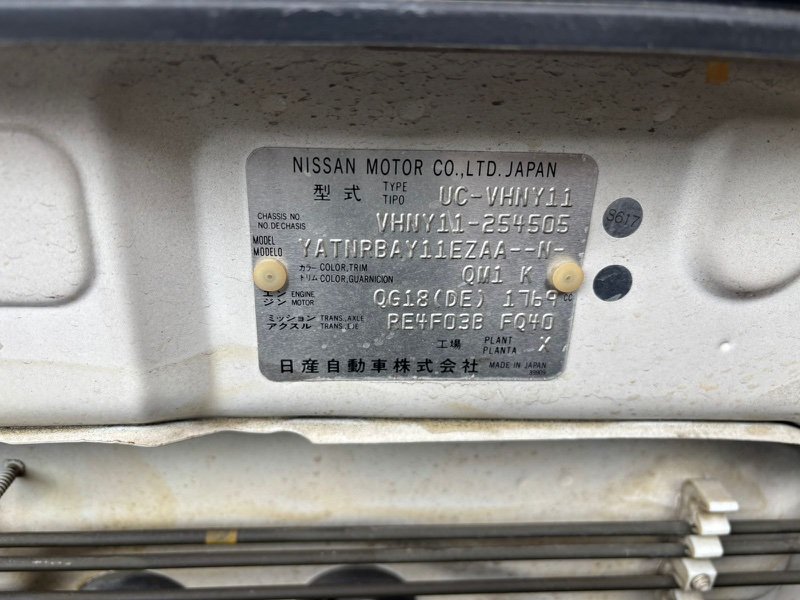 NISSAN MOTOR CO.,LTD. JAPAN
型式 TYPE TIPO UC-VHNY11
CHASSIS NO. NO.DE CHASIS VHNY11-254505
MODEL MODELO YATNRBAY11EZAA--N-
カラー COLOR,TRIM トリム COLOR,GUARNICION QM1 K
エンジン ENGINE MOTOR QG18(DE) 1769 CC
ミッション TRANS.,AXLE アクスル TRANS.,EJE RE4F03B FQ40
工場 PLANT PLANTA X
日産自動車株式会社 MADE IN JAPAN
8617